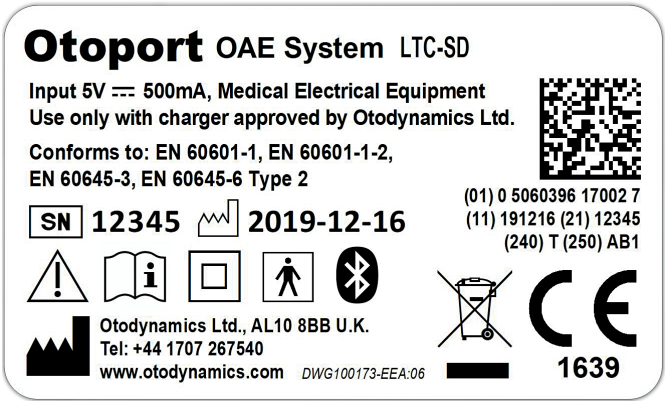 Otoport OAE System LTC-SD
Input 5V ⎓ 500mA, Medical Electrical Equipment
Use only with charger approved by Otodynamics Ltd.
Conforms to: EN 60601-1, EN 60601-1-2,
EN 60645-3, EN 60645-6 Type 2
SN 12345 2019-12-16
(01) 0 5060396 17002 7
(11) 191216 (21) 12345
(240) T (250) AB1
Otodynamics Ltd., AL10 8BB U.K.
Tel: +44 1707 267540
www.otodynamics.com DWG100173-EEA:06
CE
1639